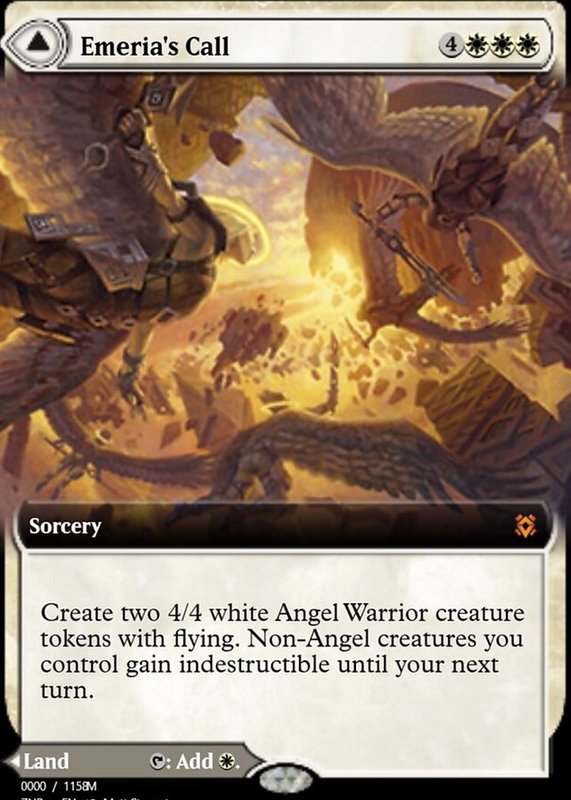 Emeria's Call 4
Sorcery
Create two 4/4 white Angel Warrior creature
tokens with flying. Non-Angel creatures you
control gain indestructible until your next
turn.
Land : Add .
0000 / 1158M